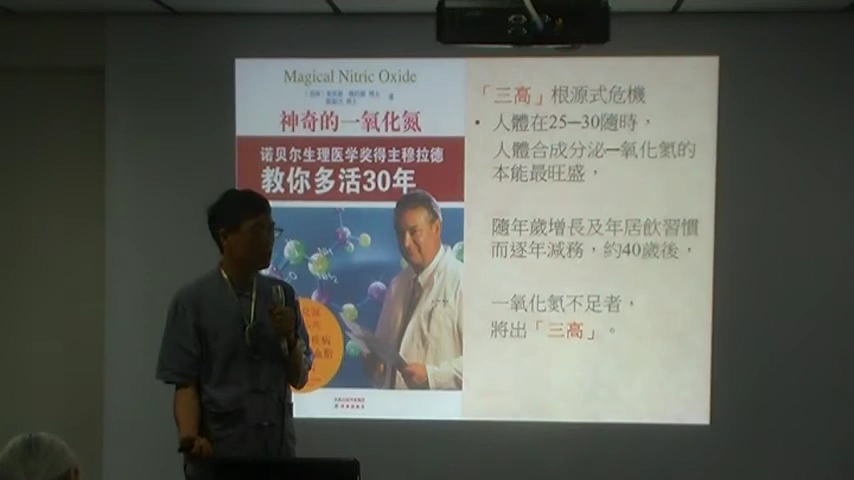 Magical Nitric Oxide
神奇的一氧化氮
诺贝尔生理医学奖得主穆拉德
教你多活30年
「三高」根源式危機
• 人體在25─30隨時，
人體合成分泌一氧化氮的
本能最旺盛，
隨年歲增長及年居飲習慣
而逐年減務，約40歲後，
一氧化氮不足者，
將出「三高」。